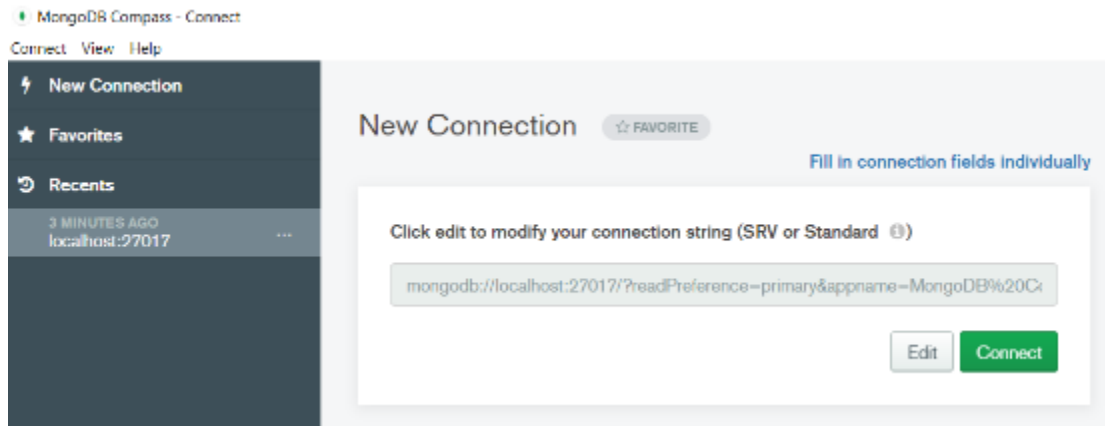 MongoDB Compass - Connect
Connect View Help
New Connection
Favorites
Recents
3 MINUTES AGO
localhost:27017
...
New Connection
☆ FAVORITE
Fill in connection fields individually
Click edit to modify your connection string (SRV or Standard )
mongodb://localhost:27017/?readPreference=primary&appname=MongoDB%20Co
Edit Connect